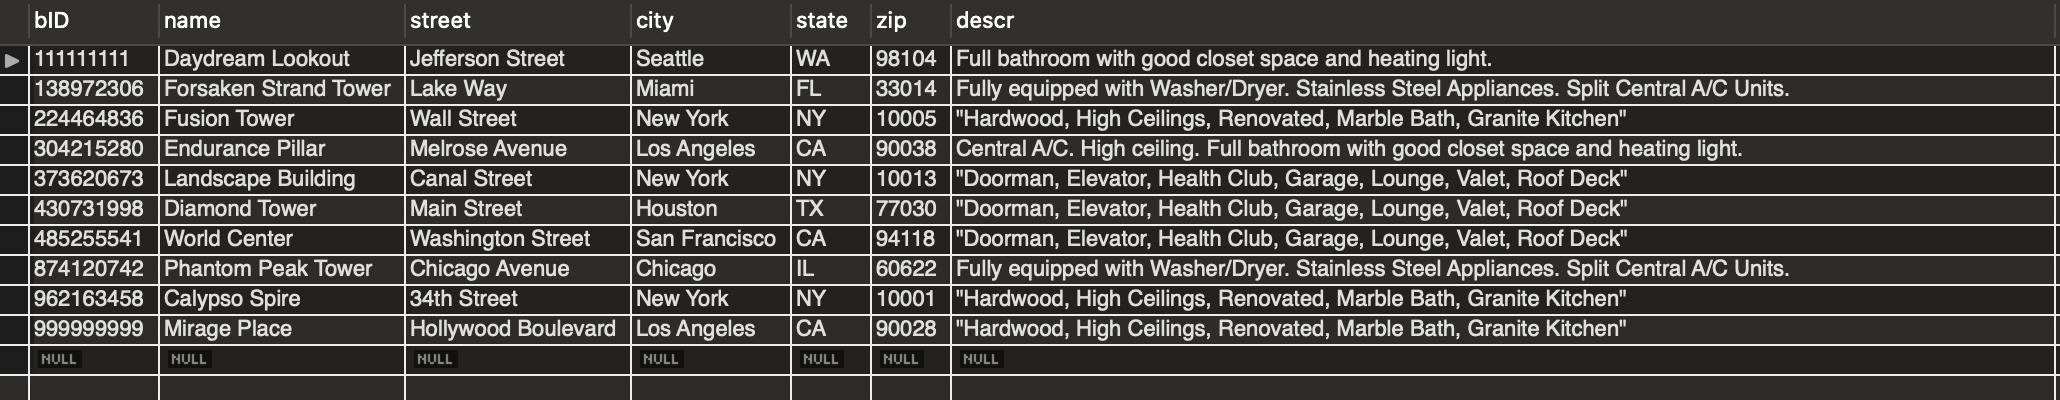 bID name street city state zip descr
111111111 Daydream Lookout Jefferson Street Seattle WA 98104 Full bathroom with good closet space and heating light.
138972306 Forsaken Strand Tower Lake Way Miami FL 33014 Fully equipped with Washer/Dryer. Stainless Steel Appliances. Split Central A/C Units.
224464836 Fusion Tower Wall Street New York NY 10005 "Hardwood, High Ceilings, Renovated, Marble Bath, Granite Kitchen"
304215280 Endurance Pillar Melrose Avenue Los Angeles CA 90038 Central A/C. High ceiling. Full bathroom with good closet space and heating light.
373620673 Landscape Building Canal Street New York NY 10013 "Doorman, Elevator, Health Club, Garage, Lounge, Valet, Roof Deck"
430731998 Diamond Tower Main Street Houston TX 77030 "Doorman, Elevator, Health Club, Garage, Lounge, Valet, Roof Deck"
485255541 World Center Washington Street San Francisco CA 94118 "Doorman, Elevator, Health Club, Garage, Lounge, Valet, Roof Deck"
874120742 Phantom Peak Tower Chicago Avenue Chicago IL 60622 Fully equipped with Washer/Dryer. Stainless Steel Appliances. Split Central A/C Units.
962163458 Calypso Spire 34th Street New York NY 10001 "Hardwood, High Ceilings, Renovated, Marble Bath, Granite Kitchen"
999999999 Mirage Place Hollywood Boulevard Los Angeles CA 90028 "Hardwood, High Ceilings, Renovated, Marble Bath, Granite Kitchen"
NULL NULL NULL NULL NULL NULL NULL